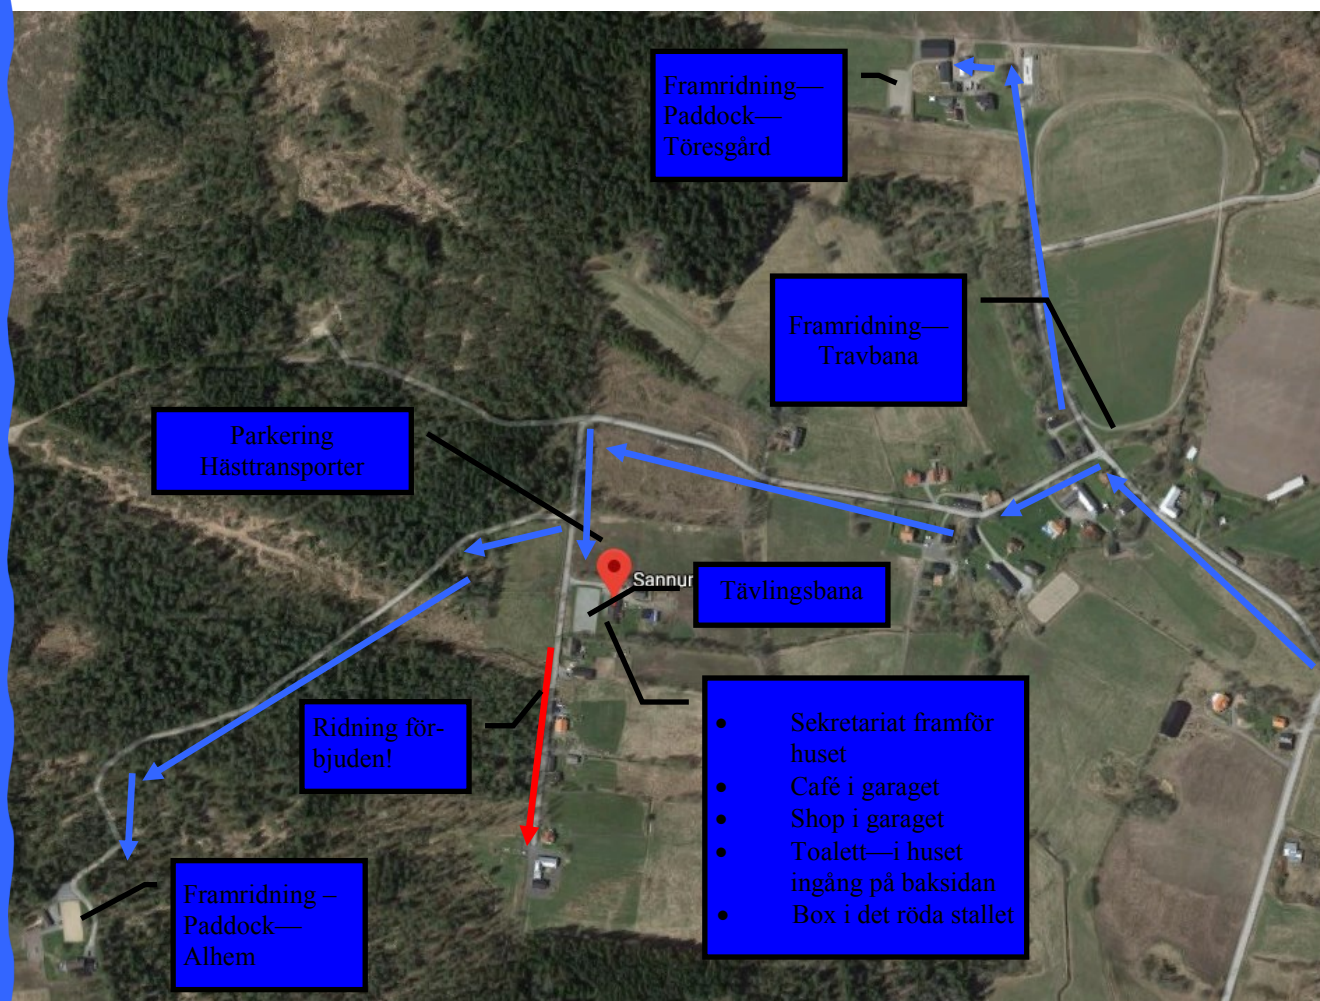 Framridning—
Paddock—
Töresgård
Framridning—
Travbana
Parkering
Hästtransporter
Sannur
Tävlingsbana
Ridning för-
bjuden!
• Sekretariat framför
huset
• Café i garaget
• Shop i garaget
• Toalett—i huset
ingång på baksidan
• Box i det röda stallet
Framridning –
Paddock—
Alhem